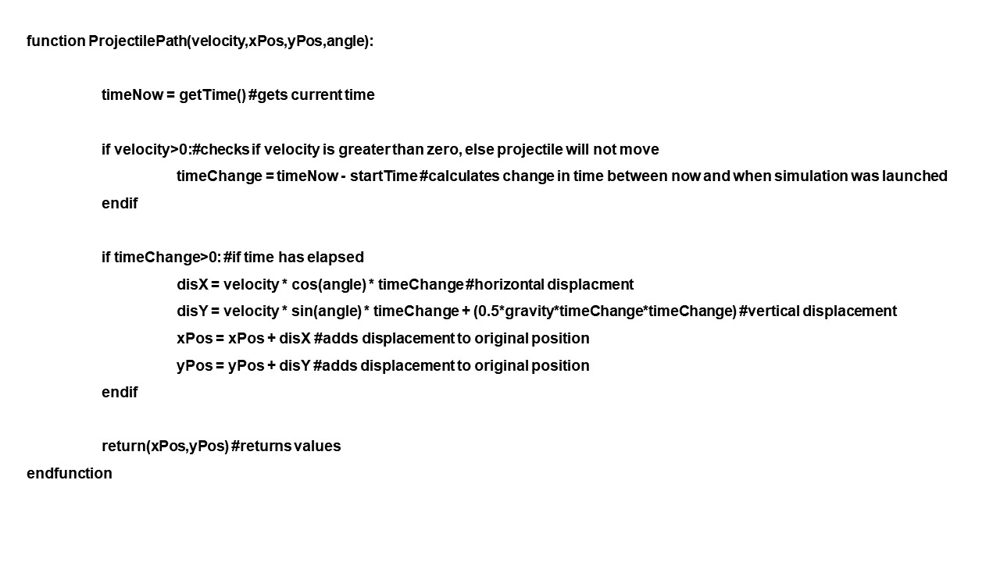 function ProjectilePath(velocity,xPos,yPos,angle):
timeNow = getTime() #gets current time
if velocity>0:#checks if velocity is greater than zero, else projectile will not move
timeChange = timeNow - startTime #calculates change in time between now and when simulation was launched
endif
if timeChange>0: #if time has elapsed
disX = velocity * cos(angle) * timeChange #horizontal displacment
disY = velocity * sin(angle) * timeChange + (0.5*gravity*timeChange*timeChange) #vertical displacement
xPos = xPos + disX #adds displacement to original position
yPos = yPos + disY #adds displacement to original position
endif
return(xPos,yPos) #returns values
endfunction